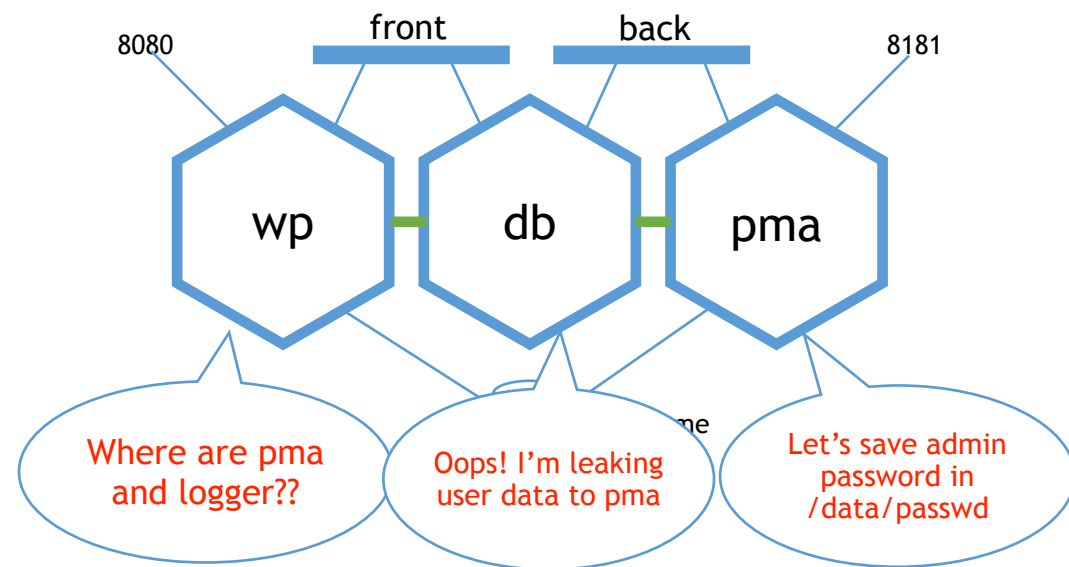 8080
front
back
8181
wp
db
pma
Where are pma
and logger??
Oops! I’m leaking
user data to pma
Let’s save admin
password in
/data/passwd